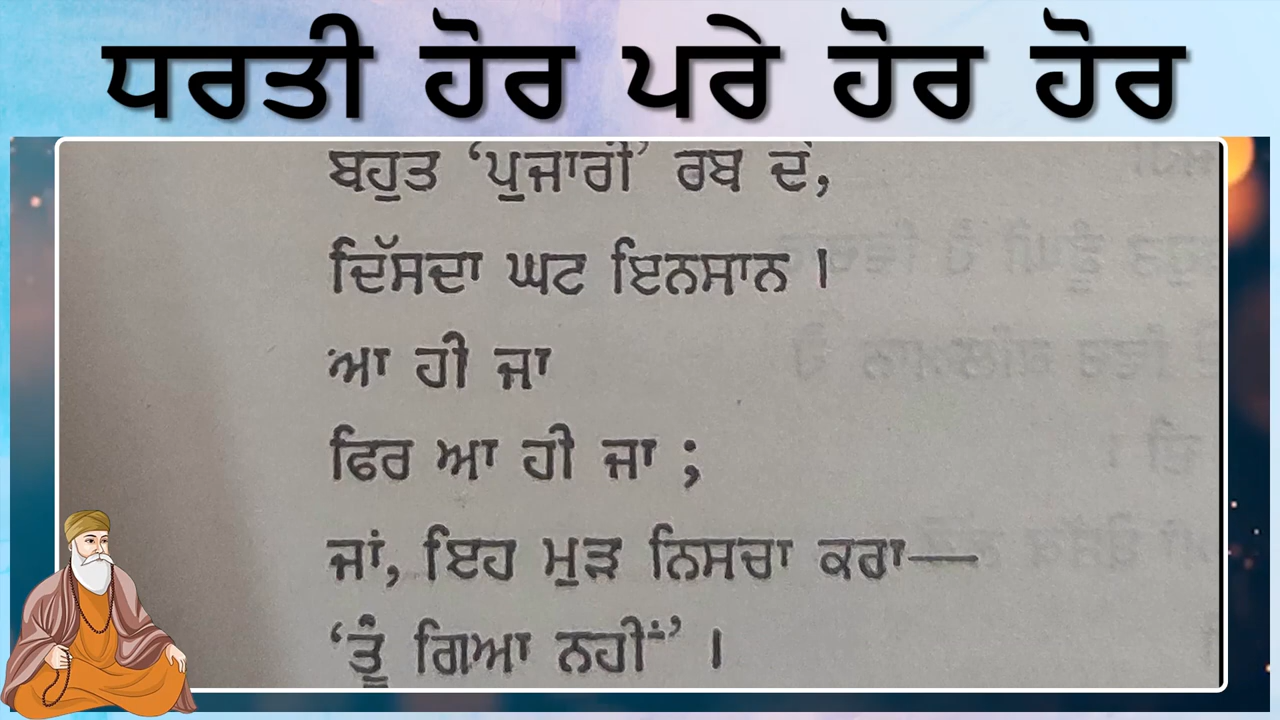 ਧਰਤੀ ਹੋਰ ਪਰੇ ਹੋਰ ਹੋਰ
ਬਹੁਤ ‘ਪੁਜਾਰੀ’ ਰਬ ਦੇ,
ਦਿੱਸਦਾ ਘਟ ਇਨਸਾਨ ।
ਆ ਹੀ ਜਾ
ਫਿਰ ਆ ਹੀ ਜਾ ;
ਜਾਂ, ਇਹ ਮੁੜ ਨਿਸਚਾ ਕਰਾ—
‘ਤੂੰ ਗਿਆ ਨਹੀਂ’ ।